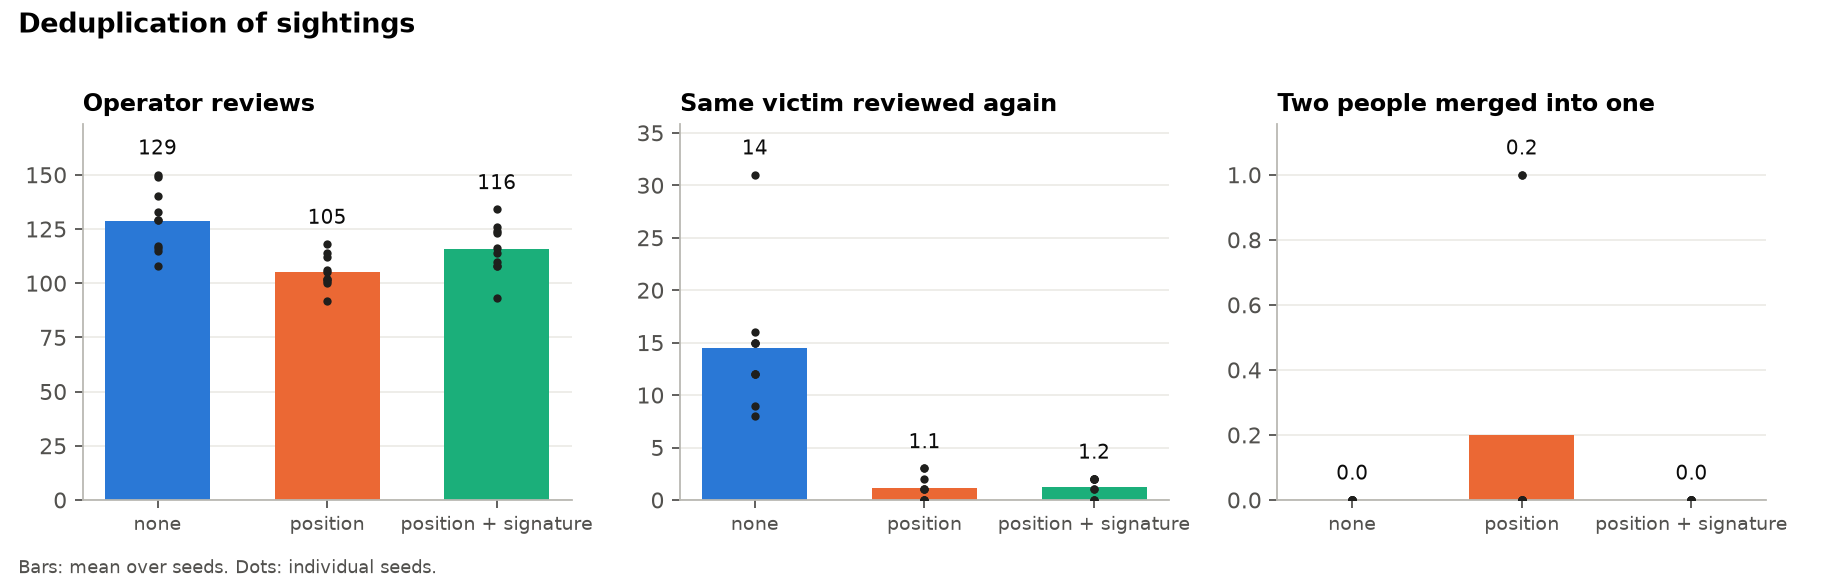 Deduplication of sightings
Operator reviews
150
125
100
75
50
25
0
129
105
116
none
position
position + signature
Same victim reviewed again
35
30
25
20
15
10
5
0
14
1.1
1.2
none
position
position + signature
Two people merged into one
1.0
0.8
0.6
0.4
0.2
0.0
0.0
0.2
0.0
none
position
position + signature
Bars: mean over seeds. Dots: individual seeds.